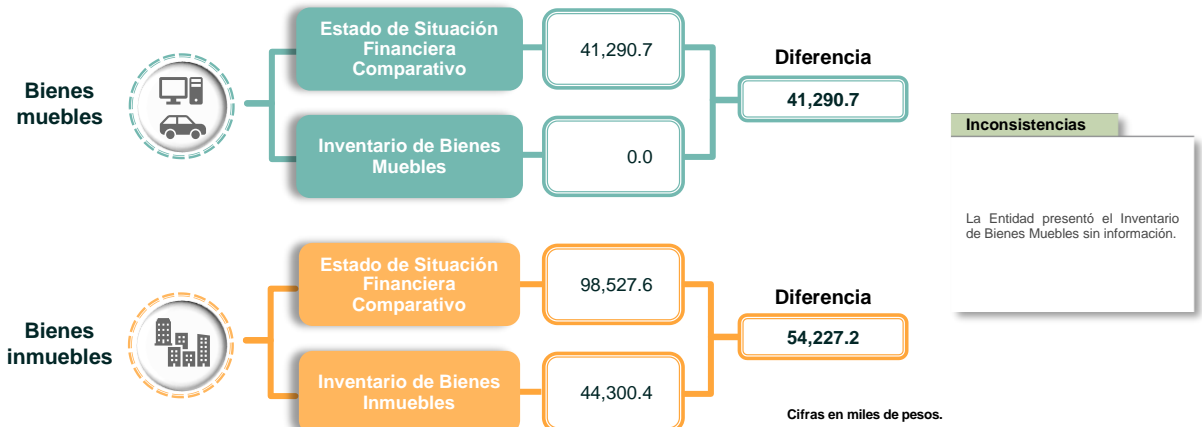 Bienes
muebles
Estado de Situación
Financiera
Comparativo
41,290.7
Inventario de Bienes
Muebles
0.0
Diferencia
41,290.7
Inconsistencias
La Entidad presentó el Inventario
de Bienes Muebles sin información.
Bienes
inmuebles
Estado de Situación
Financiera
Comparativo
98,527.6
Inventario de Bienes
Inmuebles
44,300.4
Diferencia
54,227.2
Cifras en miles de pesos.